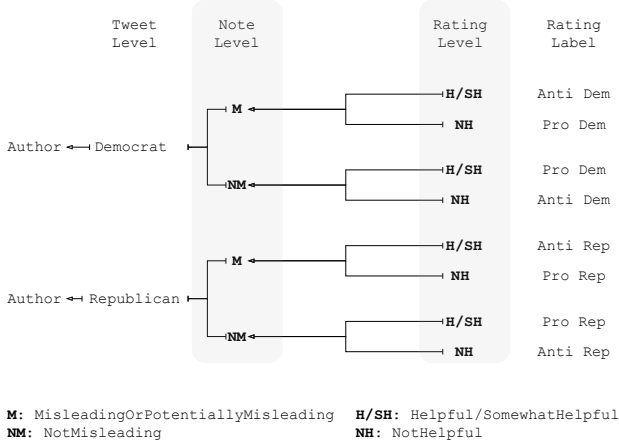 Tweet Level Note Level Rating Level Rating Label
H/SH Anti Dem
M
NH Pro Dem
Author Democrat
H/SH Pro Dem
NM
NH Anti Dem
H/SH Anti Rep
M
NH Pro Rep
Author Republican
H/SH Pro Rep
NM
NH Anti Rep
M: MisleadingOrPotentiallyMisleading H/SH: Helpful/SomewhatHelpful
NM: NotMisleading NH: NotHelpful